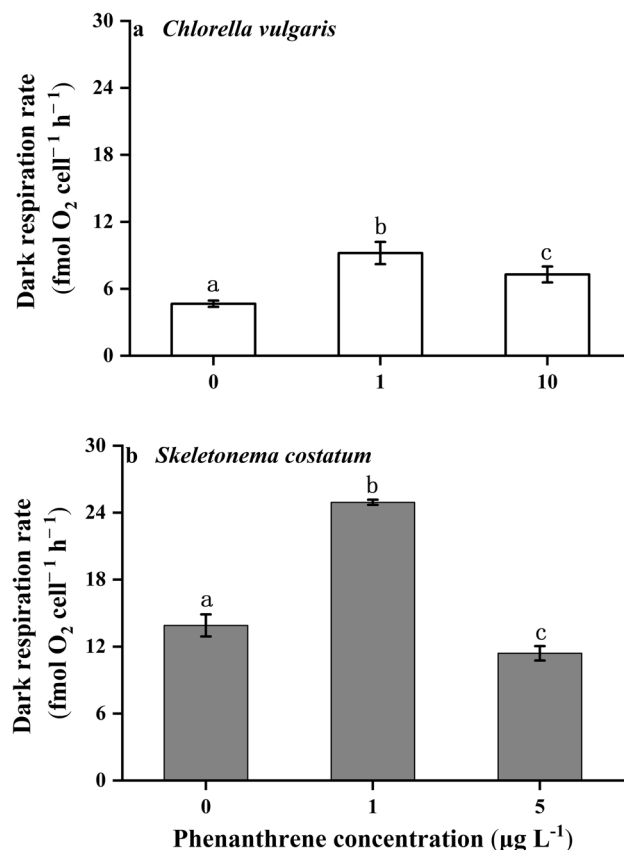 a Chlorella vulgaris
30
24
18
12
6
0
Dark respiration rate
(fmol O₂ cell⁻¹ h⁻¹)
a
b
c
0 1 10
b Skeletonema costatum
30
24
18
12
6
0
Dark respiration rate
(fmol O₂ cell⁻¹ h⁻¹)
a
b
c
0 1 5
Phenanthrene concentration (μg L⁻¹)